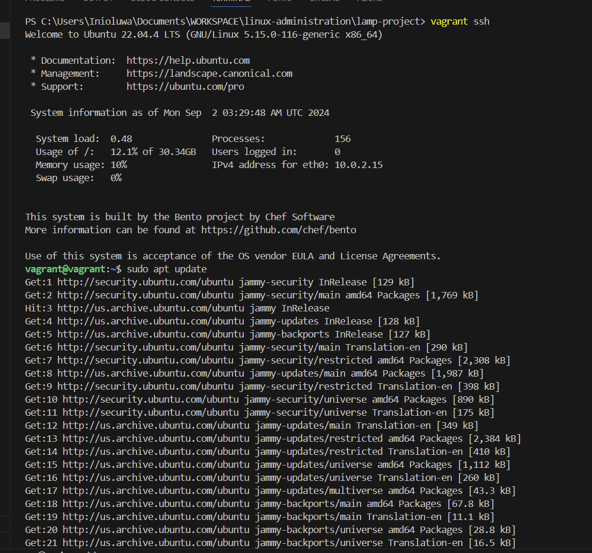 PS C:\Users\Inioluwa\Documents\WORKSPACE\linux-administration\lamp-project> vagrant ssh
Welcome to Ubuntu 22.04.4 LTS (GNU/Linux 5.15.0-116-generic x86_64)
* Documentation:  https://help.ubuntu.com
* Management:     https://landscape.canonical.com
* Support:        https://ubuntu.com/pro
System information as of Mon Sep  2 03:29:48 AM UTC 2024
System load:  0.48               Processes:             156
Usage of /:   12.1% of 30.34GB   Users logged in:       0
Memory usage: 10%                IPv4 address for eth0: 10.0.2.15
Swap usage:   0%
This system is built by the Bento project by Chef Software
More information can be found at https://github.com/chef/bento
Use of this system is acceptance of the OS vendor EULA and License Agreements.
vagrant@vagrant:~$ sudo apt update
Get:1 http://security.ubuntu.com/ubuntu jammy-security InRelease [129 kB]
Get:2 http://security.ubuntu.com/ubuntu jammy-security/main amd64 Packages [1,769 kB]
Hit:3 http://us.archive.ubuntu.com/ubuntu jammy InRelease
Get:4 http://us.archive.ubuntu.com/ubuntu jammy-updates InRelease [128 kB]
Get:5 http://us.archive.ubuntu.com/ubuntu jammy-backports InRelease [127 kB]
Get:6 http://security.ubuntu.com/ubuntu jammy-security/main Translation-en [290 kB]
Get:7 http://security.ubuntu.com/ubuntu jammy-security/restricted amd64 Packages [2,308 kB]
Get:8 http://us.archive.ubuntu.com/ubuntu jammy-updates/main amd64 Packages [1,987 kB]
Get:9 http://security.ubuntu.com/ubuntu jammy-security/restricted Translation-en [398 kB]
Get:10 http://security.ubuntu.com/ubuntu jammy-security/universe amd64 Packages [890 kB]
Get:11 http://security.ubuntu.com/ubuntu jammy-security/universe Translation-en [175 kB]
Get:12 http://us.archive.ubuntu.com/ubuntu jammy-updates/main Translation-en [349 kB]
Get:13 http://us.archive.ubuntu.com/ubuntu jammy-updates/restricted amd64 Packages [2,384 kB]
Get:14 http://us.archive.ubuntu.com/ubuntu jammy-updates/restricted Translation-en [410 kB]
Get:15 http://us.archive.ubuntu.com/ubuntu jammy-updates/universe amd64 Packages [1,112 kB]
Get:16 http://us.archive.ubuntu.com/ubuntu jammy-updates/universe Translation-en [260 kB]
Get:17 http://us.archive.ubuntu.com/ubuntu jammy-updates/multiverse amd64 Packages [43.3 kB]
Get:18 http://us.archive.ubuntu.com/ubuntu jammy-backports/main amd64 Packages [67.8 kB]
Get:19 http://us.archive.ubuntu.com/ubuntu jammy-backports/main Translation-en [11.1 kB]
Get:20 http://us.archive.ubuntu.com/ubuntu jammy-backports/universe amd64 Packages [28.8 kB]
Get:21 http://us.archive.ubuntu.com/ubuntu jammy-backports/universe Translation-en [16.5 kB]